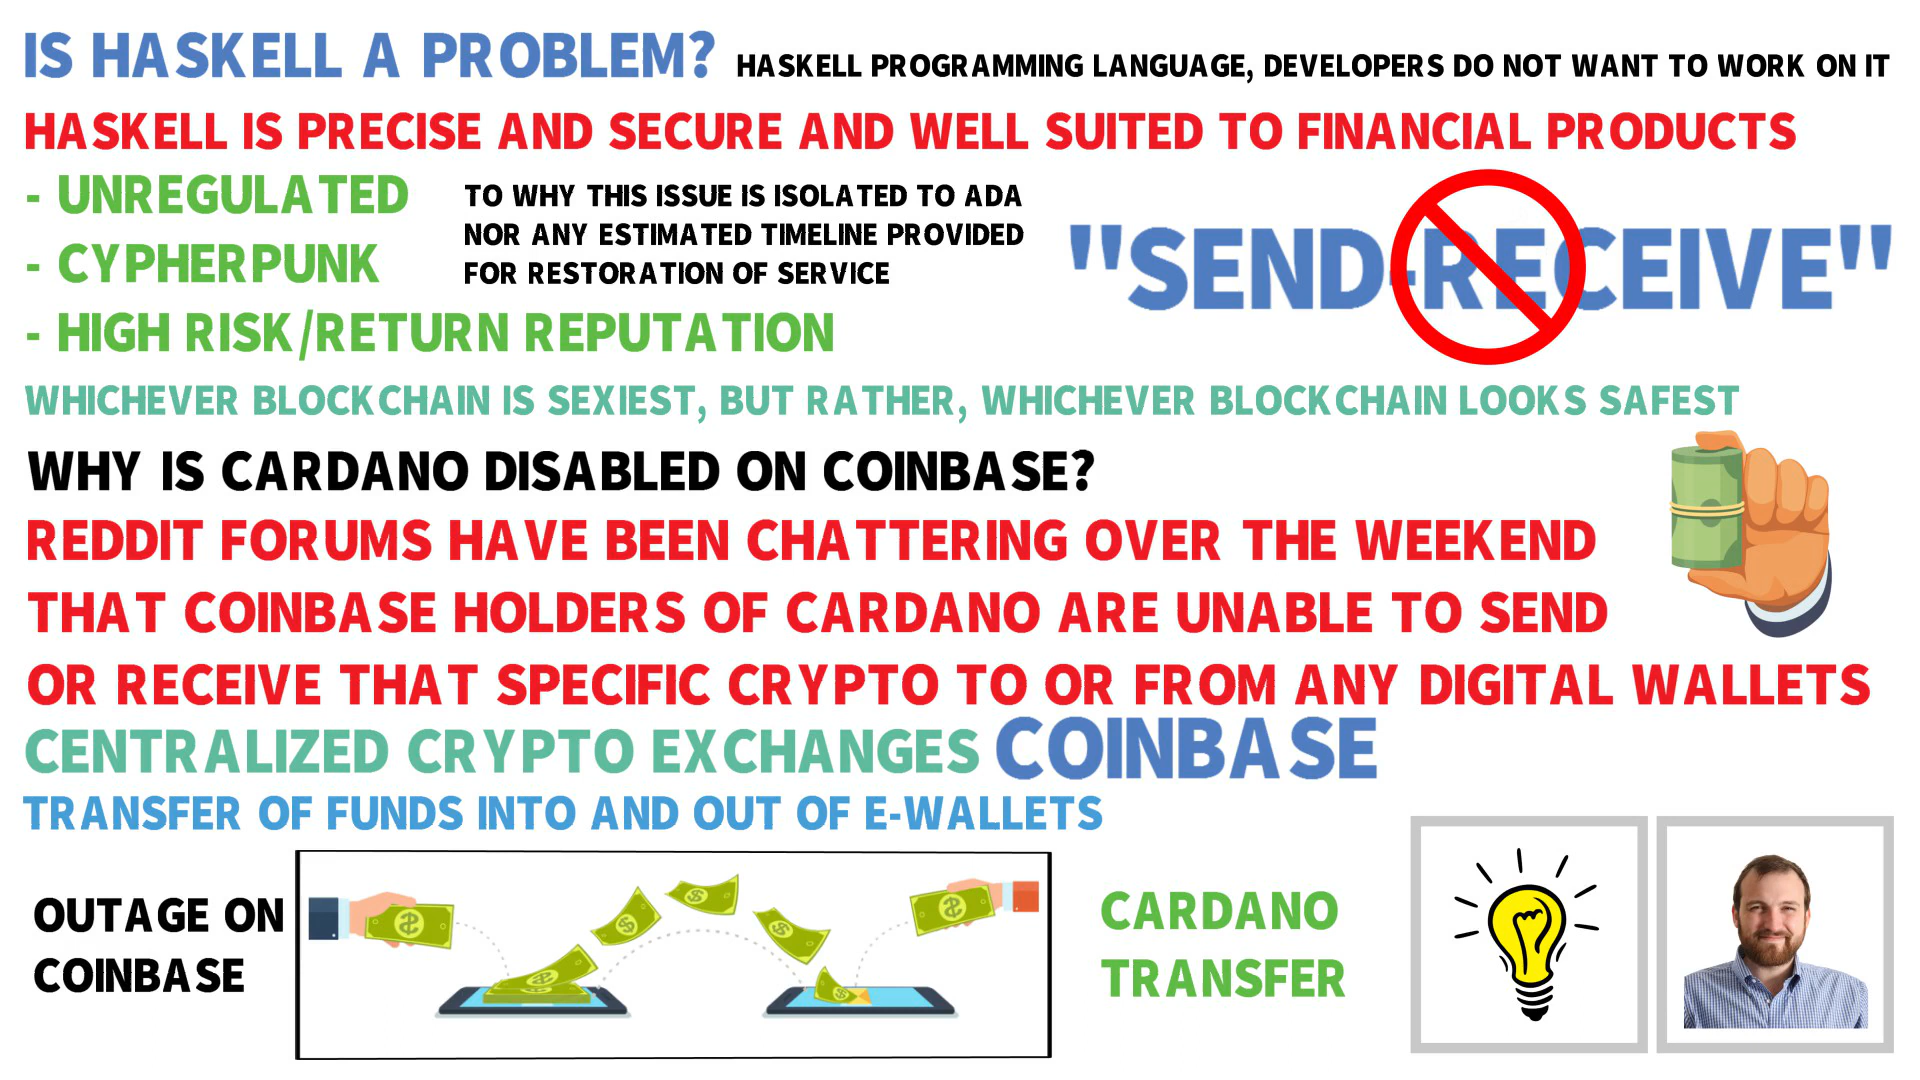 IS HASKELL A PROBLEM? HASKELL PROGRAMMING LANGUAGE, DEVELOPERS DO NOT WANT TO WORK ON IT
HASKELL IS PRECISE AND SECURE AND WELL SUITED TO FINANCIAL PRODUCTS
- UNREGULATED
- CYPHERPUNK
- HIGH RISK/RETURN REPUTATION
TO WHY THIS ISSUE IS ISOLATED TO ADA
NOR ANY ESTIMATED TIMELINE PROVIDED
FOR RESTORATION OF SERVICE
"SEND-RECEIVE"
WHICHEVER BLOCKCHAIN IS SEXIEST, BUT RATHER, WHICHEVER BLOCKCHAIN LOOKS SAFEST
WHY IS CARDANO DISABLED ON COINBASE?
REDDIT FORUMS HAVE BEEN CHATTERING OVER THE WEEKEND
THAT COINBASE HOLDERS OF CARDANO ARE UNABLE TO SEND
OR RECEIVE THAT SPECIFIC CRYPTO TO OR FROM ANY DIGITAL WALLETS
CENTRALIZED CRYPTO EXCHANGES COINBASE
TRANSFER OF FUNDS INTO AND OUT OF E-WALLETS
OUTAGE ON
COINBASE
CARDANO
TRANSFER